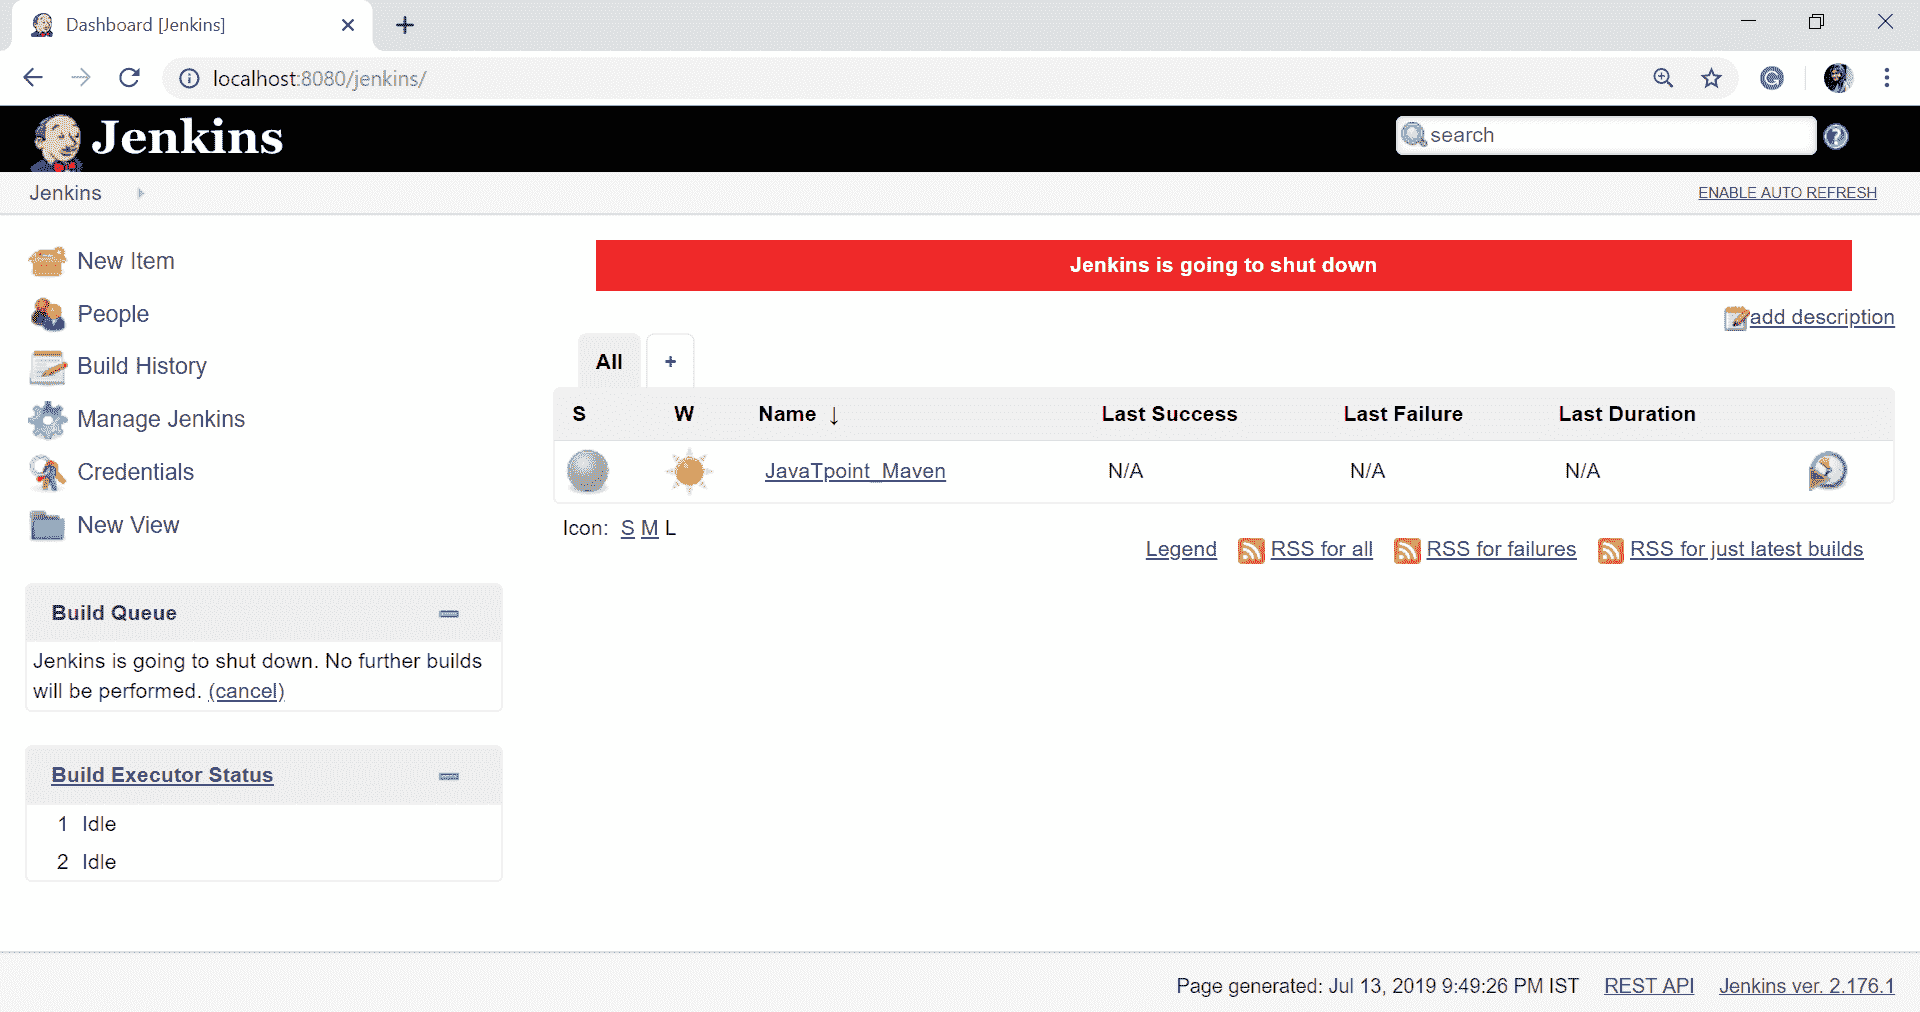 Dashboard [Jenkins]
localhost:8080/jenkins/
Jenkins
search
Jenkins
ENABLE AUTO REFRESH
New Item
People
Build History
Manage Jenkins
Credentials
New View
Build Queue
Jenkins is going to shut down. No further builds
will be performed. (cancel)
Build Executor Status
1 Idle
2 Idle
Jenkins is going to shut down
add description
All +
S W Name ↓ Last Success Last Failure Last Duration
JavaTpoint_Maven N/A N/A N/A
Icon: S M L
Legend RSS for all RSS for failures RSS for just latest builds
Page generated: Jul 13, 2019 9:49:26 PM IST REST API Jenkins ver. 2.176.1